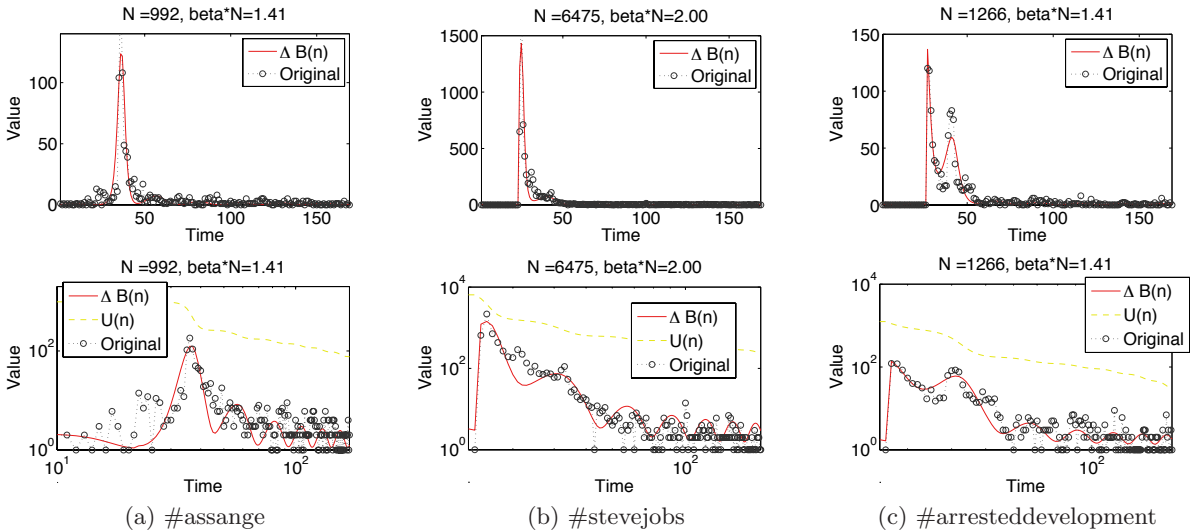 N =992, beta*N=1.41
Value
100
50
0
50 100 150
Time
Δ B(n)
Original
N =6475, beta*N=2.00
Value
1500
1000
500
0
50 100 150
Time
Δ B(n)
Original
N =1266, beta*N=1.41
Value
150
100
50
0
50 100 150
Time
Δ B(n)
Original
N =992, beta*N=1.41
Value
10^2
10^0
10^1 10^2
Time
Δ B(n)
U(n)
Original
N =6475, beta*N=2.00
Value
10^4
10^2
10^0
10^2
Time
Δ B(n)
U(n)
Original
N =1266, beta*N=1.41
Value
10^4
10^2
10^0
10^2
Time
Δ B(n)
U(n)
Original
(a) #assange
(b) #stevejobs
(c) #arresteddevelopment